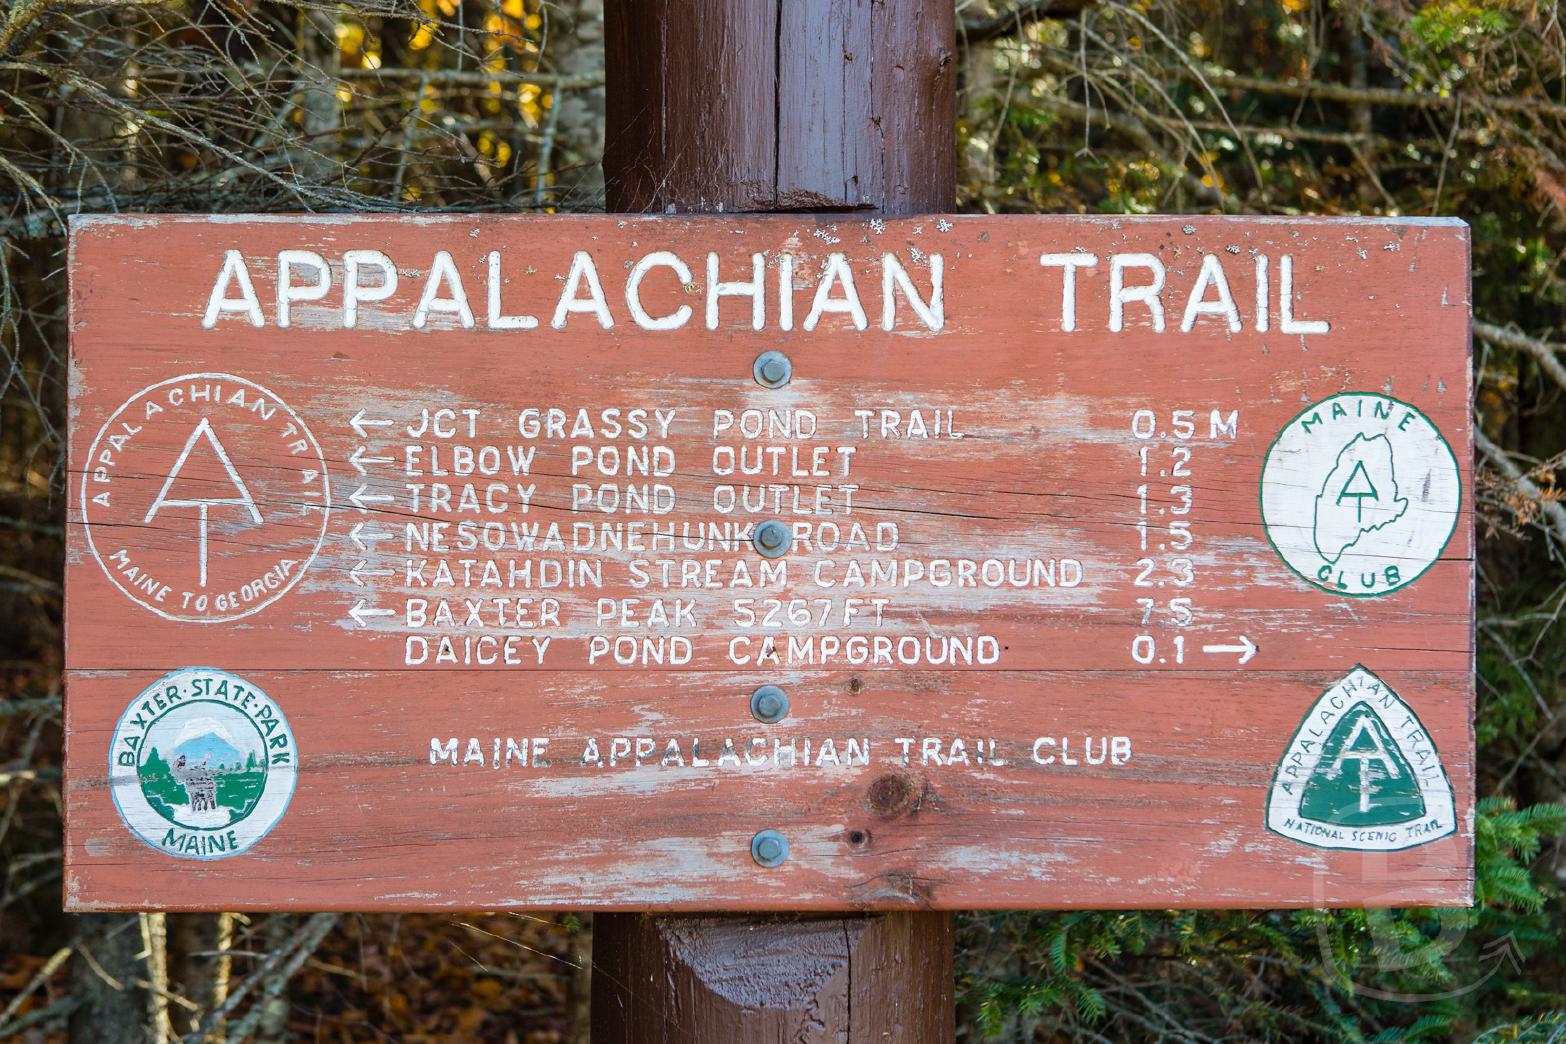 APPALACHIAN TRAIL
APPALACHIAN TRAIL
MAINE TO GEORGIA
← JCT GRASSY POND TRAIL 0.5 M
← ELBOW POND OUTLET 1.2
← TRACY POND OUTLET 1.3
← NESOWADNEHUNK ROAD 1.5
← KATAHDIN STREAM CAMPGROUND 2.3
← BAXTER PEAK 5267 FT 7.5
DAICEY POND CAMPGROUND 0.1 →
MAINE
CLUB
BAXTER · STATE · PARK
MAINE
MAINE APPALACHIAN TRAIL CLUB
APPALACHIAN TRAIL
NATIONAL SCENIC TRAIL